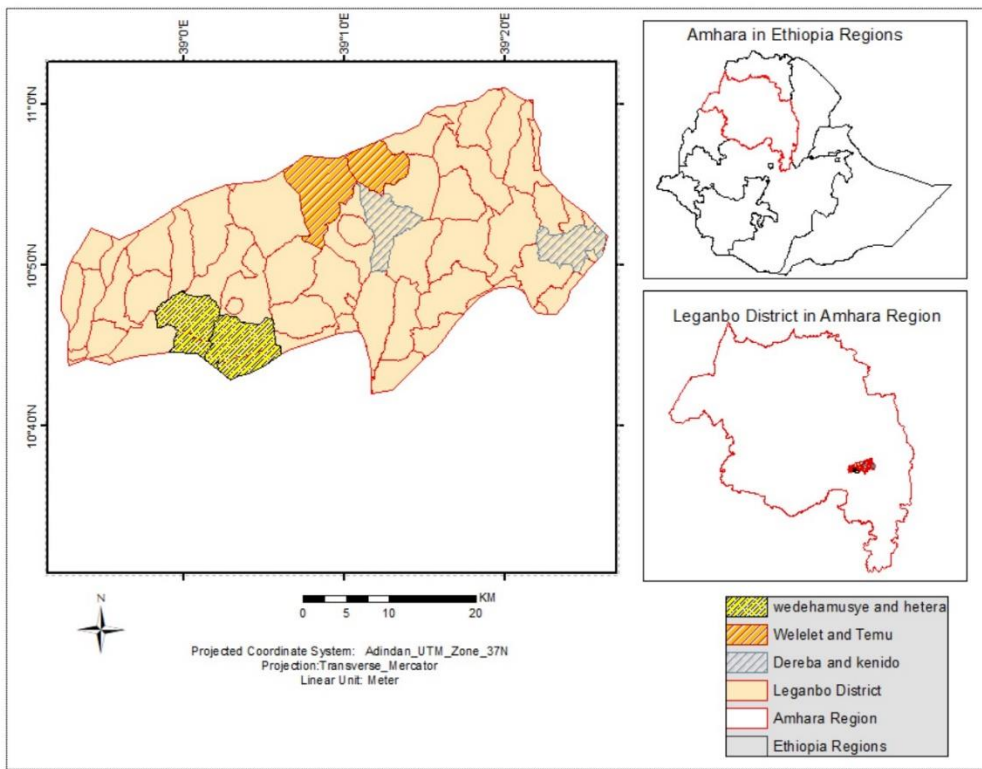 39°0'E
39°10'E
39°20'E
11°0'N
10°50'N
10°40'N
Amhara in Ethiopia Regions
Leganbo District in Amhara Region
N
KM
0 5 10 20
Projected Coordinate System: Adindan_UTM_Zone_37N
Projection:Transverse_Mercator
Linear Unit: Meter
wedehamusye and hetera
Welelet and Temu
Dereba and kenido
Leganbo District
Amhara Region
Ethiopia Regions